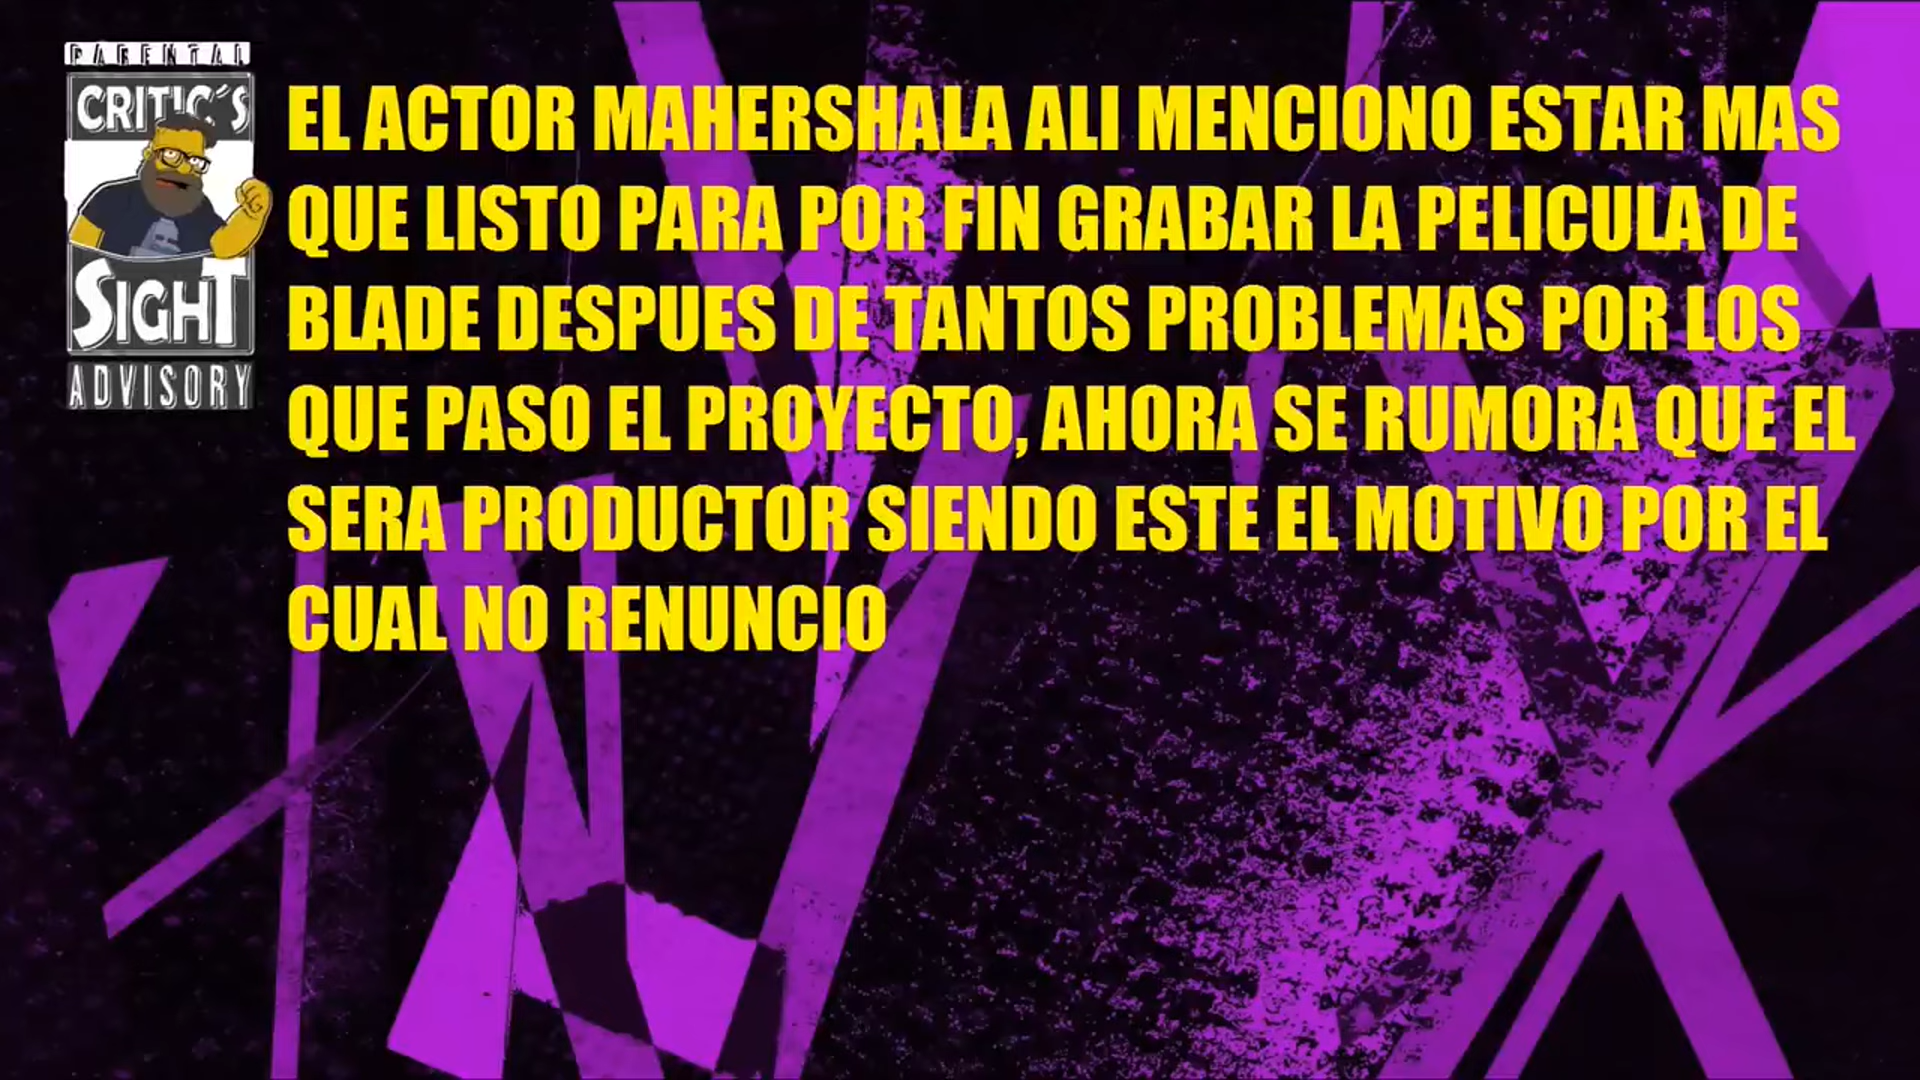 PARENTAL
CRITIC'S
SIGHT
ADVISORY
EL ACTOR MAHERSHALA ALI MENCIONO ESTAR MAS
QUE LISTO PARA POR FIN GRABAR LA PELICULA DE
BLADE DESPUES DE TANTOS PROBLEMAS POR LOS
QUE PASO EL PROYECTO, AHORA SE RUMORA QUE EL
SERA PRODUCTOR SIENDO ESTE EL MOTIVO POR EL
CUAL NO RENUNCIO